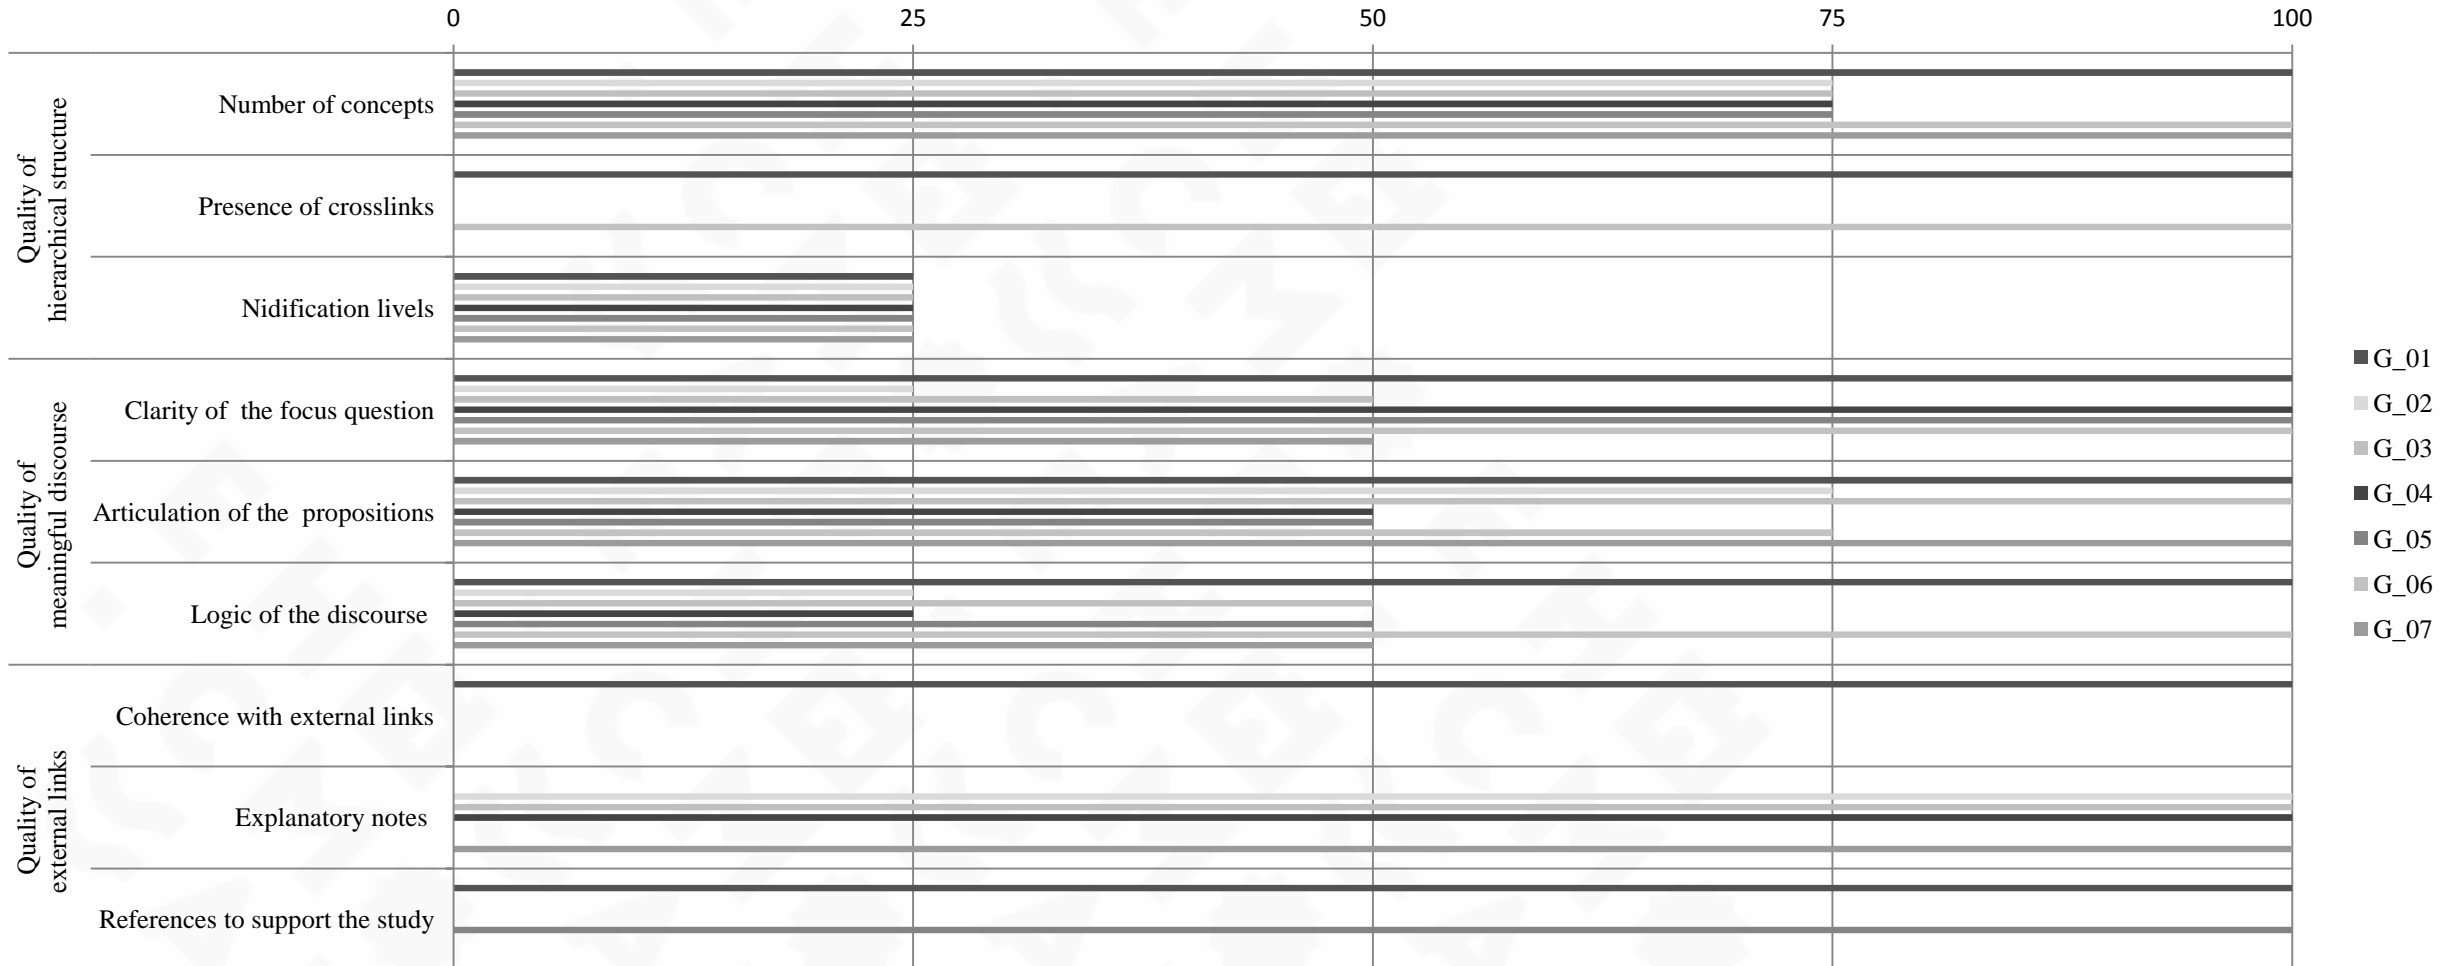 0 25 50 75 100
Quality of
hierarchical structure
Number of concepts
Presence of crosslinks
Nidification livels
Quality of
meaningful discourse
Clarity of the focus question
Articulation of the propositions
Logic of the discourse
Quality of
external links
Coherence with external links
Explanatory notes
References to support the study
G_01
G_02
G_03
G_04
G_05
G_06
G_07